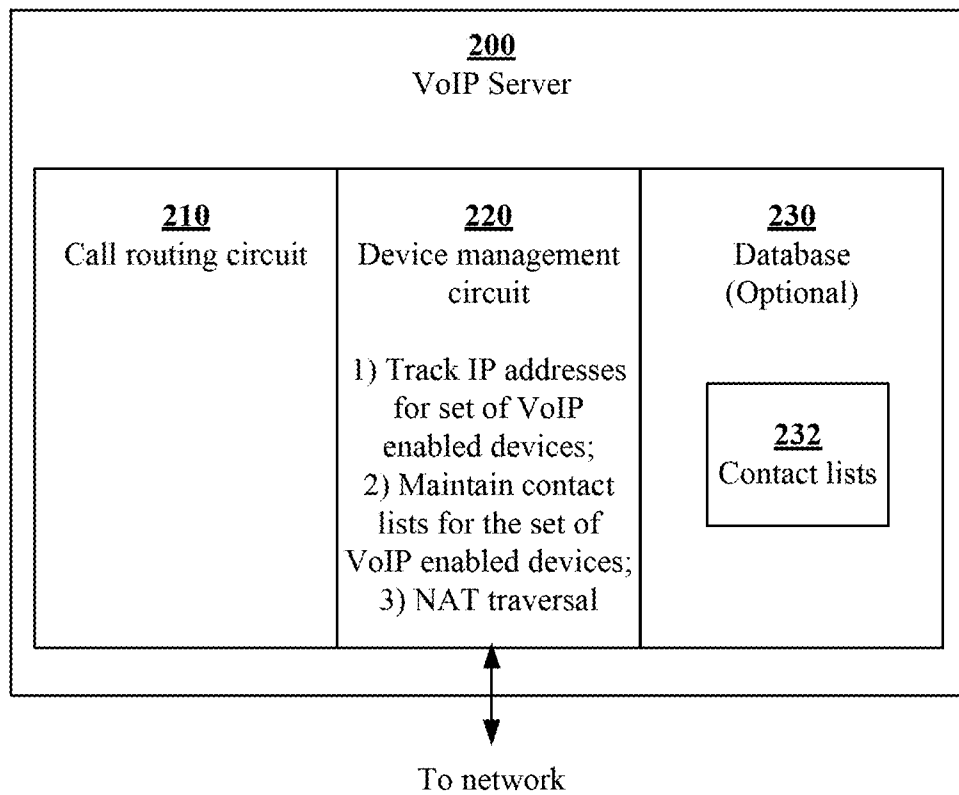 200
VoIP Server
210
Call routing circuit
220
Device management
circuit
1) Track IP addresses
for set of VoIP
enabled devices;
2) Maintain contact
lists for the set of
VoIP enabled devices;
3) NAT traversal
230
Database
(Optional)
232
Contact lists
To network